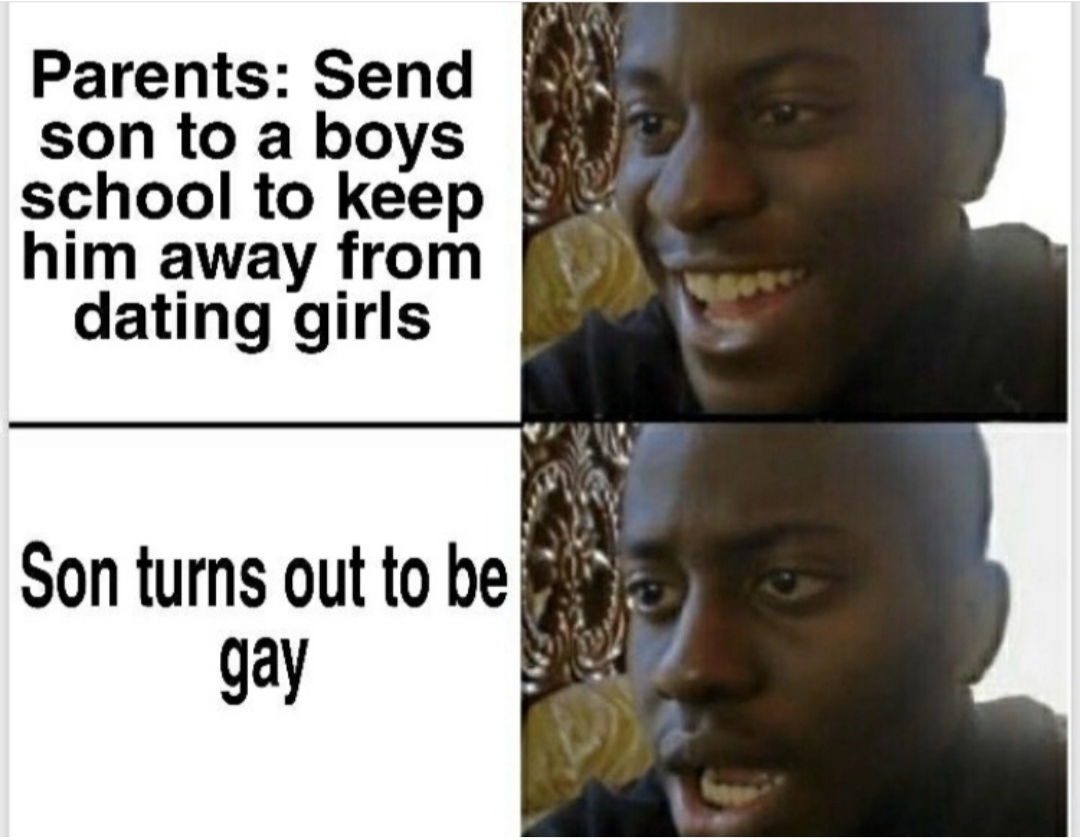 Parents: Send
son to a boys
school to keep
him away from
dating girls
Son turns out to be
gay